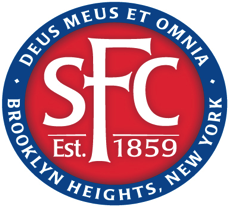 · DEUS MEUS ET OMNIA ·
SFC
Est. 1859
BROOKLYN HEIGHTS, NEW YORK